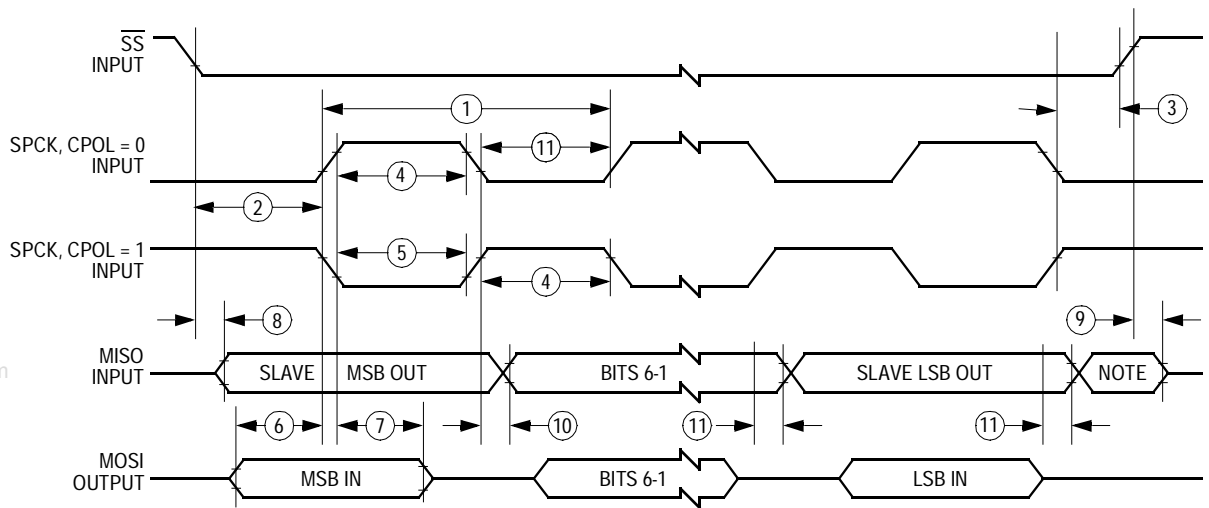 SS
INPUT
1
3
SPCK, CPOL = 0
INPUT
11
4
2
SPCK, CPOL = 1
INPUT
5
4
8
9
MISO
INPUT
SLAVE MSB OUT
BITS 6-1
SLAVE LSB OUT
NOTE
6
7
10
11
11
MOSI
OUTPUT
MSB IN
BITS 6-1
LSB IN